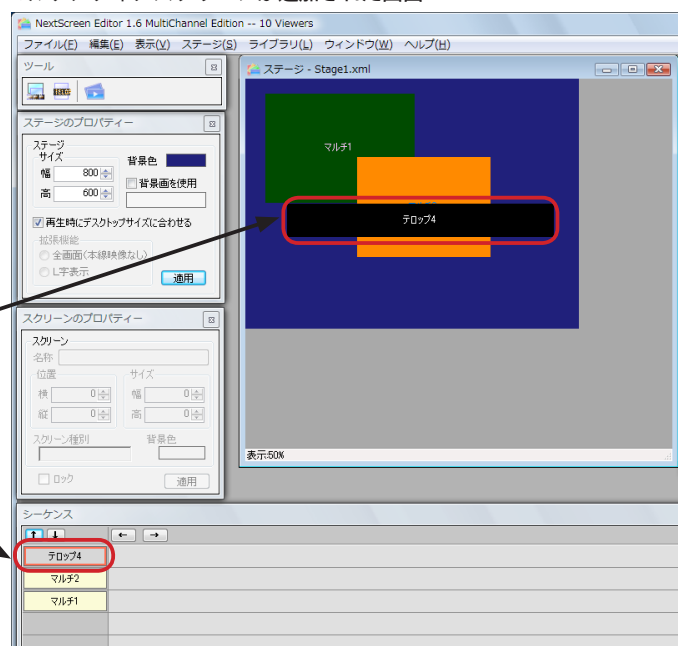 NextScreen Editor 1.6 MultiChannel Edition -- 10 Viewers
ファイル(F) 編集(E) 表示(V) ステージ(S) ライブラリ(L) ウィンドウ(W) ヘルプ(H)
ツール
ステージのプロパティー
ステージ
サイズ
幅 800
高 600
背景色
背景画を使用
再生時にデスクトップサイズに合わせる
拡張機能
全画面(本線映像なし)
L字表示
適用
スクリーンのプロパティー
スクリーン
名称
位置
横 0
縦 0
サイズ
幅 0
高 0
スクリーン種別
背景色
ロック
適用
ステージ - Stage1.xml
マルチ1
テロップ4
表示:50%
シーケンス
↑ ↓ ← →
テロップ4
マルチ2
マルチ1